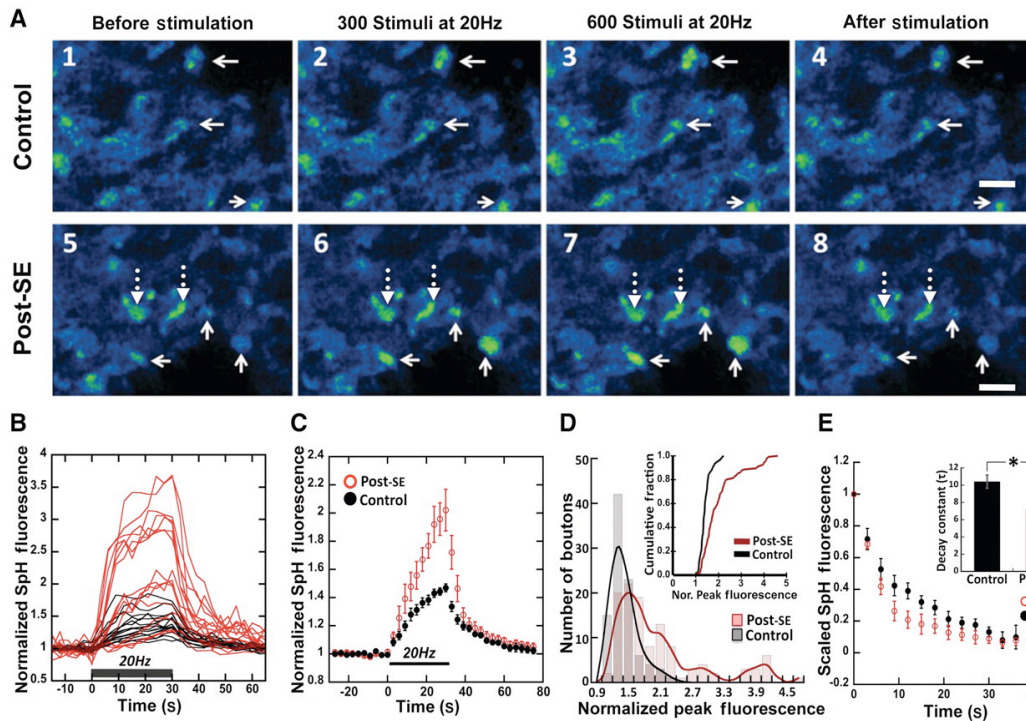 A
Before stimulation
300 Stimuli at 20Hz
600 Stimuli at 20Hz
After stimulation
Control
1
2
3
4
Post-SE
5
6
7
8
B
Normalized SpH fluorescence
4
3.5
3
2.5
2
1.5
1
0.5
20Hz
-15 0 15 30 45 60
Time (s)
C
Normalized SpH fluorescence
2.4
2.2
2.0
1.8
1.6
1.4
1.2
1.0
0.8
Post-SE
Control
20Hz
-20 0 20 40 60 80
Time (s)
D
Number of boutons
50
40
30
20
10
0
Cumulative fraction
1.0
0.8
0.6
0.4
0.2
0.0
Post-SE
Control
0 1 2 3 4 5
Nor. Peak fluorescence
Post-SE
Control
0.9 1.5 2.1 2.7 3.3 3.9 4.5
Normalized peak fluorescence
E
Scaled SpH fluorescence
1.2
1
0.8
0.6
0.4
0.2
0
-0.2
*
Decay constant (τ)
12
10
8
6
4
2
0
Control P
0 10 20 30
Time (s)